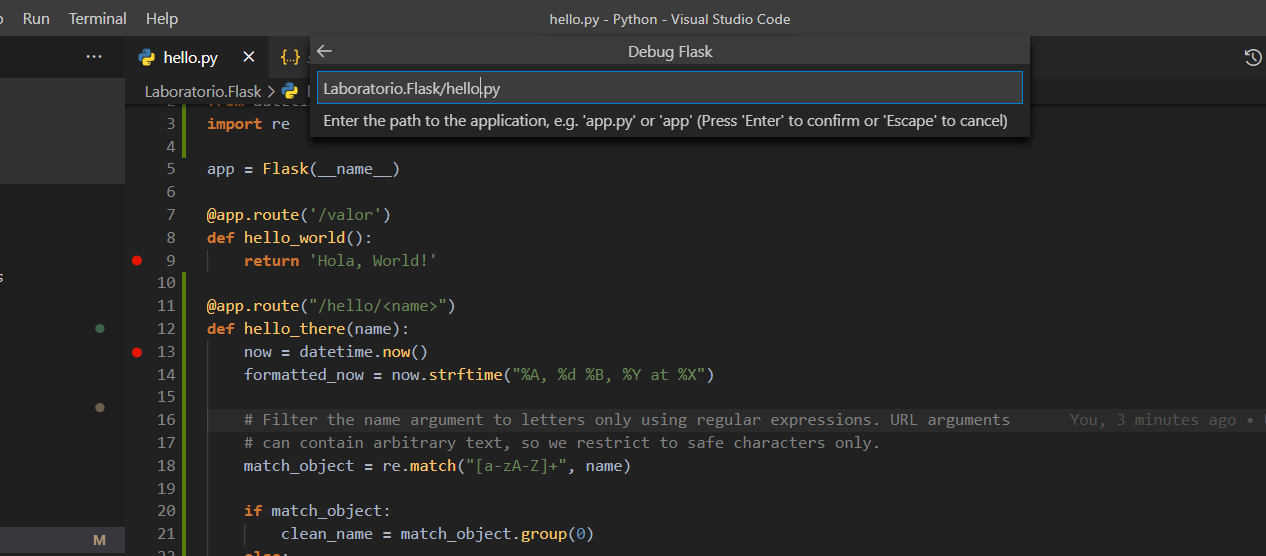 Run Terminal Help hello.py - Python - Visual Studio Code
... hello.py × {..} Debug Flask
Laboratorio.Flask > Laboratorio.Flask/hello.py
Enter the path to the application, e.g. 'app.py' or 'app' (Press 'Enter' to confirm or 'Escape' to cancel)
3 import re
4
5 app = Flask(__name__)
6
7 @app.route('/valor')
8 def hello_world():
9 return 'Hola, World!'
10
11 @app.route("/hello/<name>")
12 def hello_there(name):
13 now = datetime.now()
14 formatted_now = now.strftime("%A, %d %B, %Y at %X")
15
16 # Filter the name argument to letters only using regular expressions. URL arguments You, 3 minutes ago •
17 # can contain arbitrary text, so we restrict to safe characters only.
18 match_object = re.match("[a-zA-Z]+", name)
19
20 if match_object:
21 clean_name = match_object.group(0)
22 else:
M